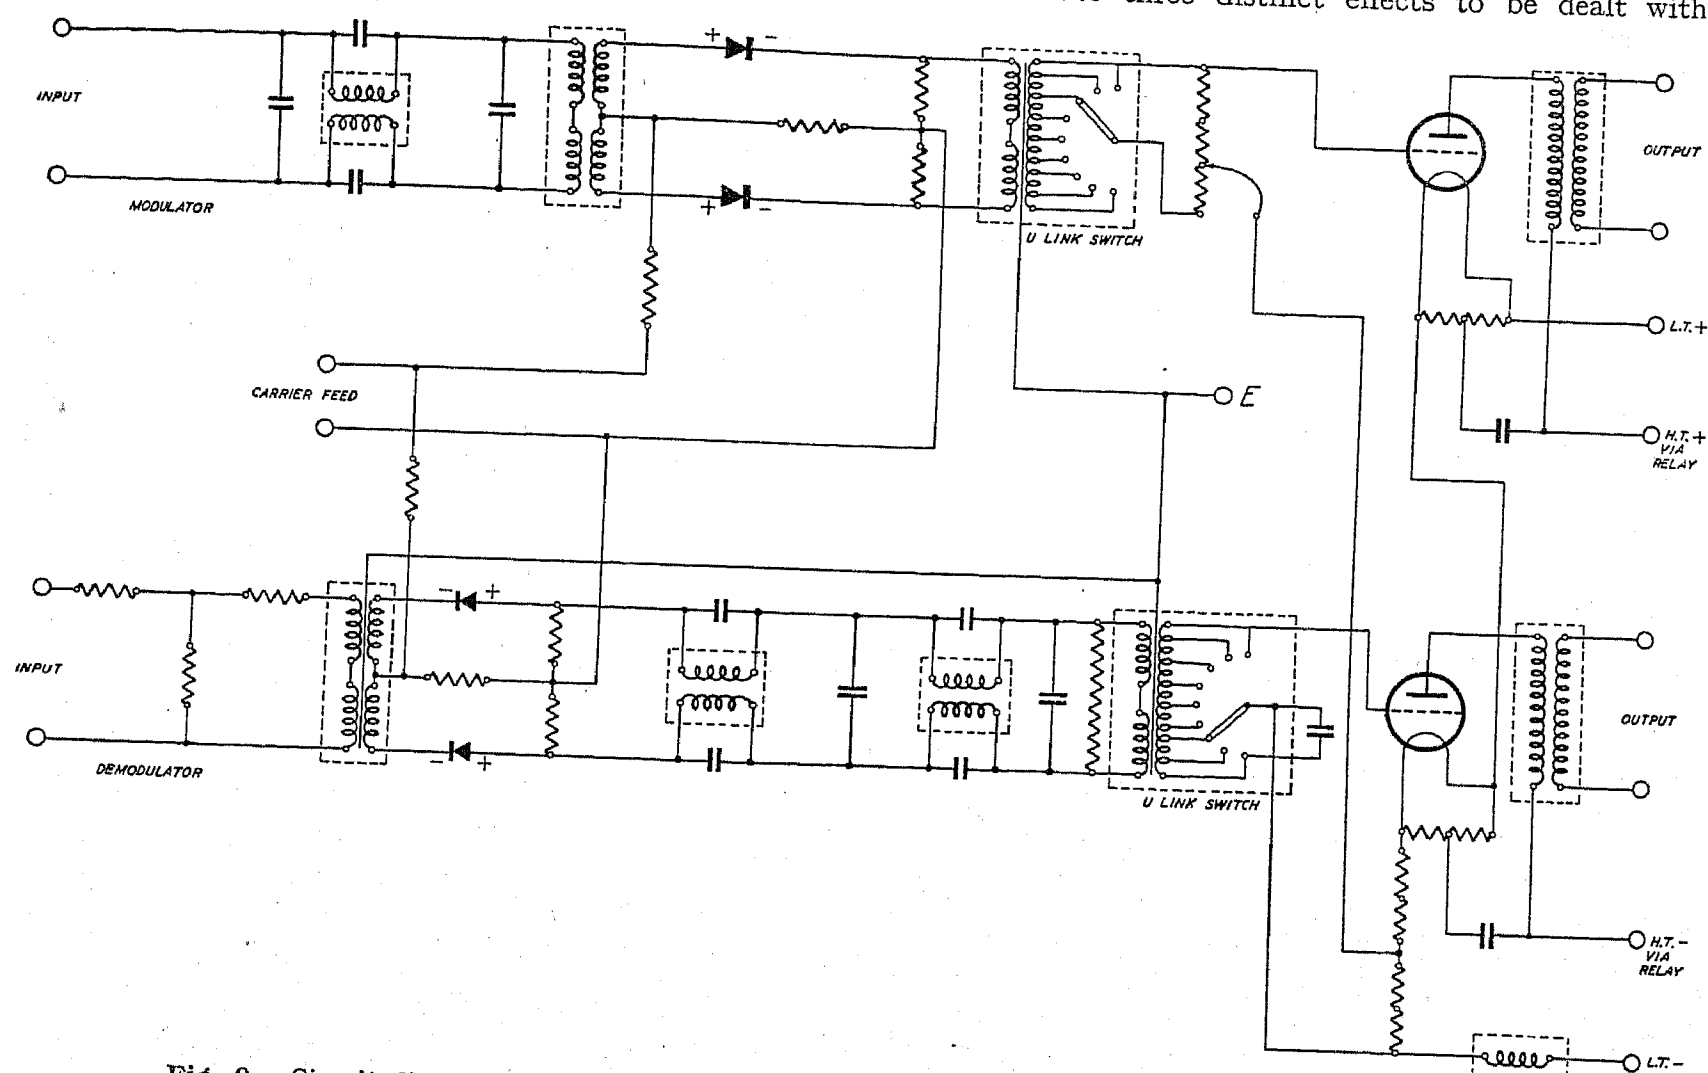 three distinct effects to be dealt with
INPUT
MODULATOR
+
-
+
-
U LINK SWITCH
OUTPUT
L.T.+
H.T.+
VIA
RELAY
CARRIER FEED
E
INPUT
DEMODULATOR
-
+
-
+
U LINK SWITCH
OUTPUT
H.T.-
VIA
RELAY
L.T.-